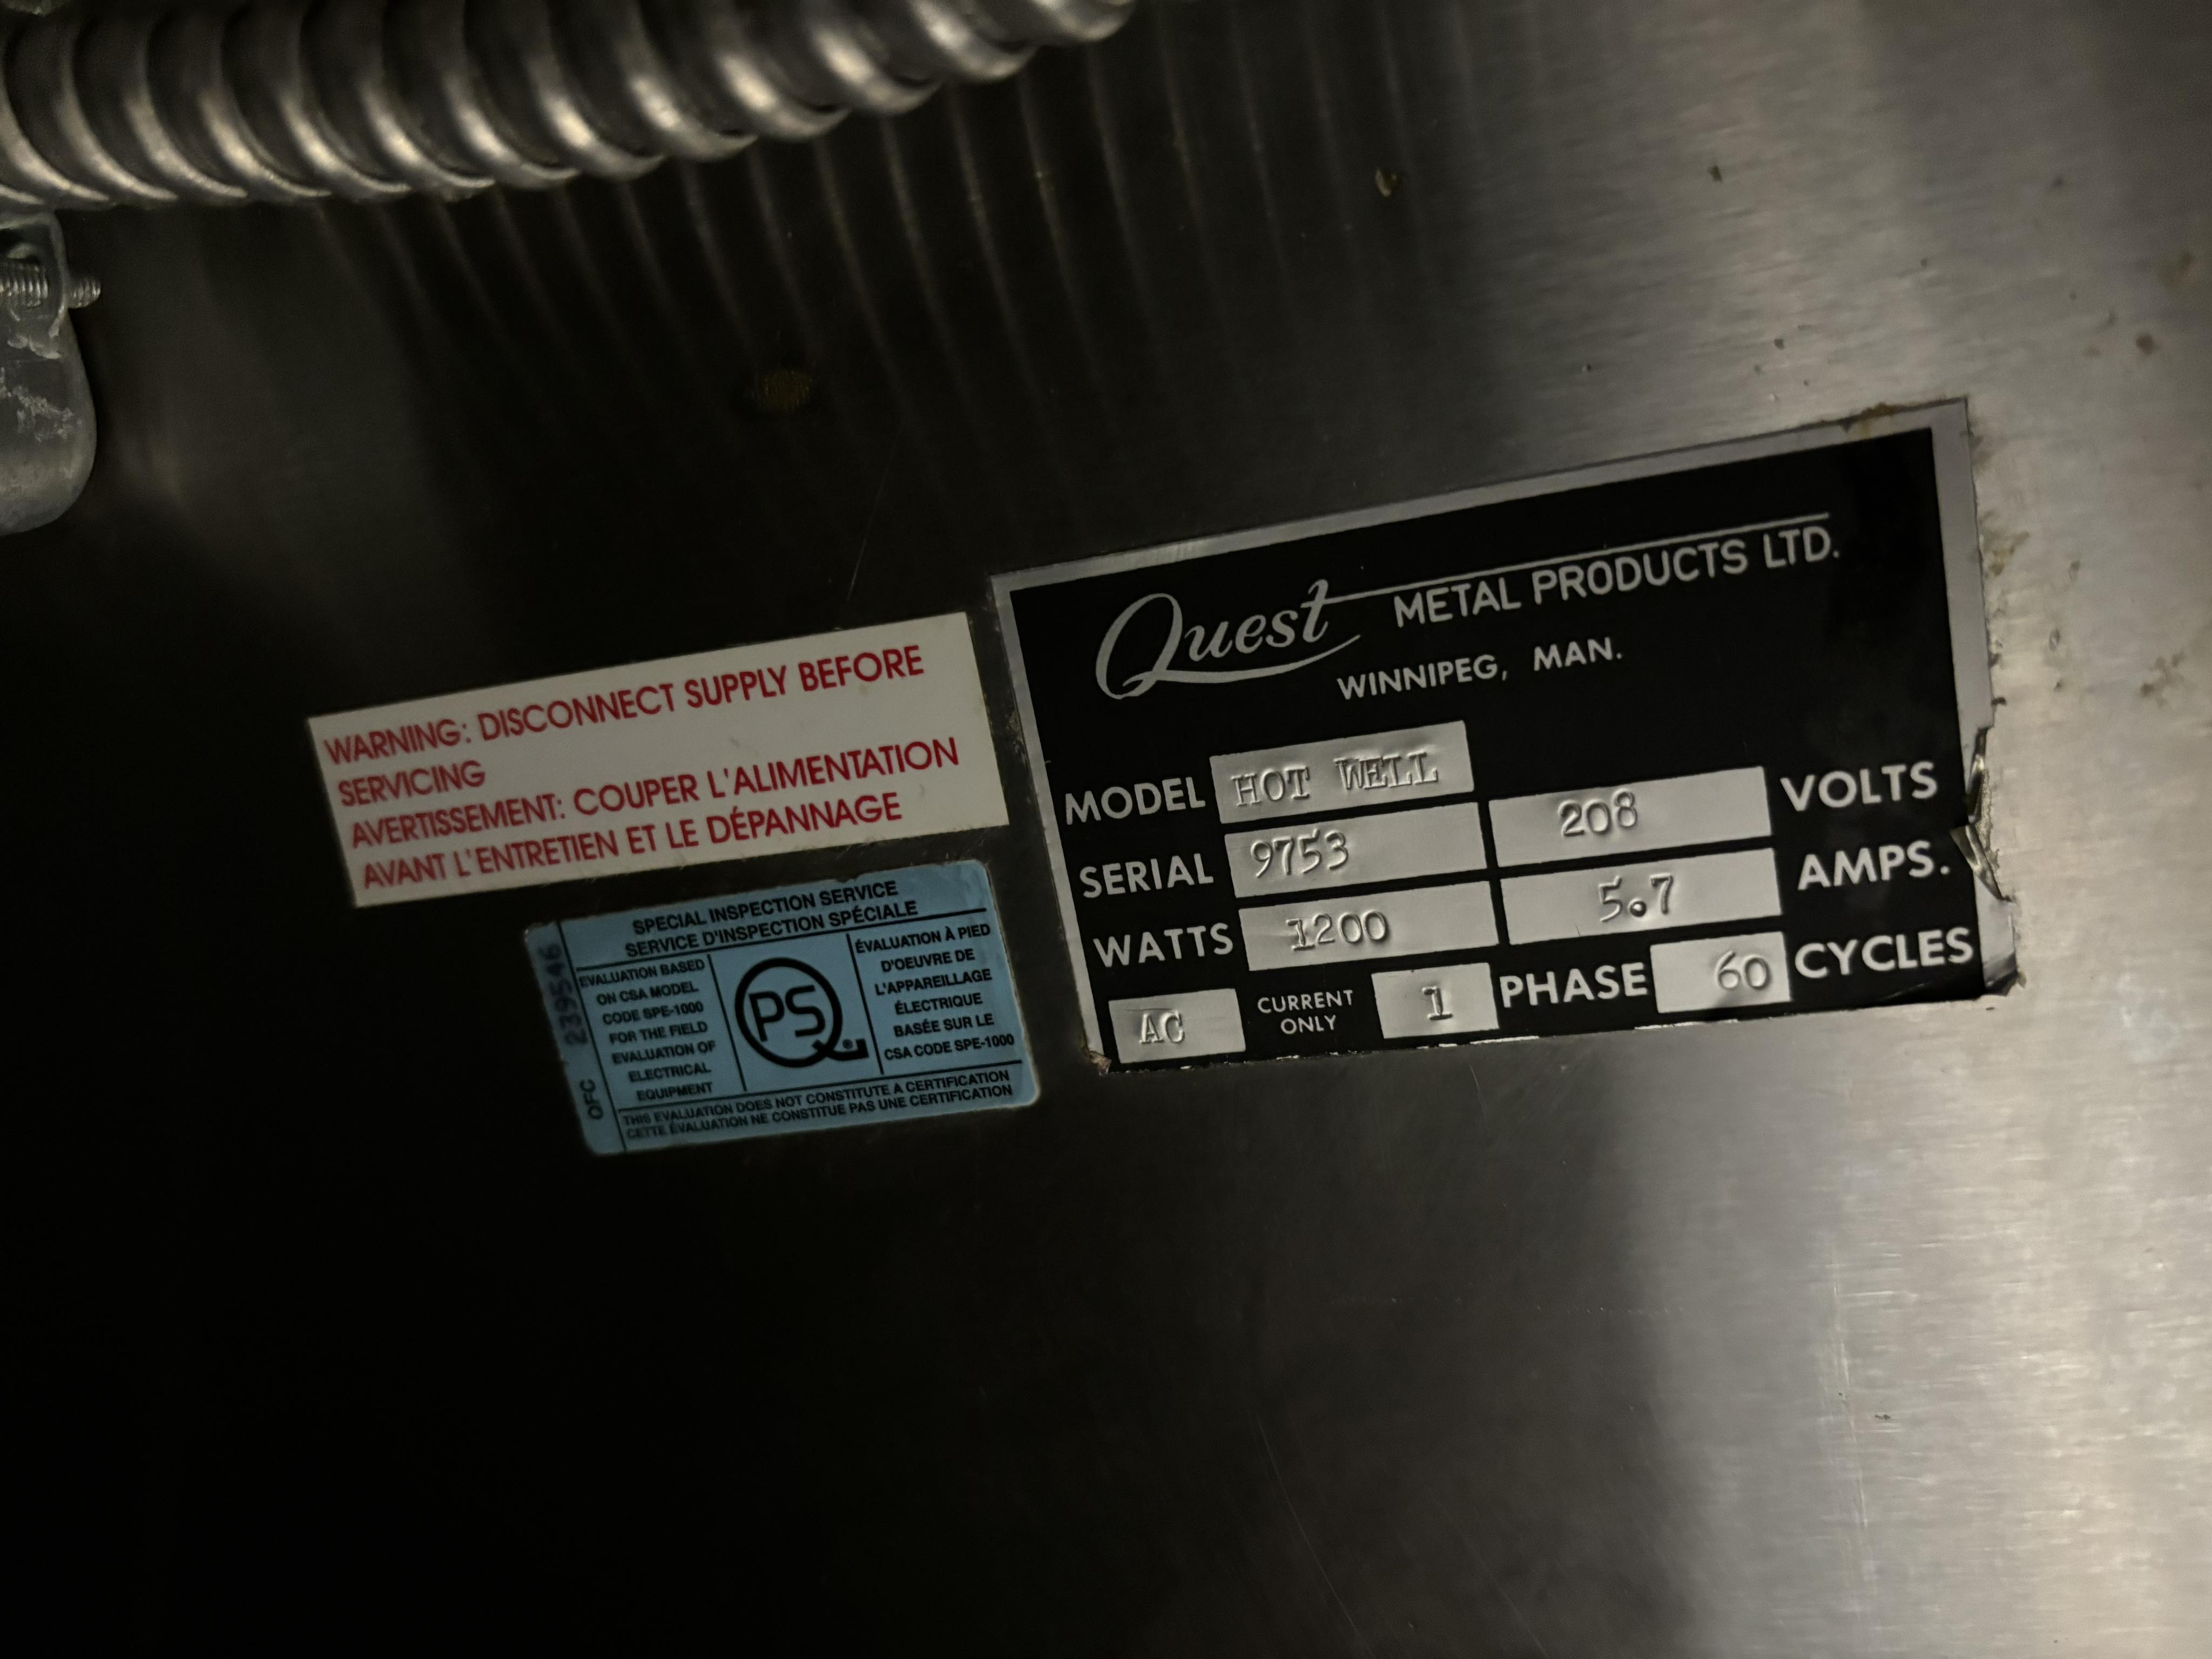 WARNING: DISCONNECT SUPPLY BEFORE
SERVICING
AVERTISSEMENT: COUPER L'ALIMENTATION
AVANT L'ENTRETIEN ET LE DÉPANNAGE
SPECIAL INSPECTION SERVICE
SERVICE D'INSPECTION SPÉCIALE
OFC 239546
EVALUATION BASED
ON CSA MODEL
CODE SPE-1000
FOR THE FIELD
EVALUATION OF
ELECTRICAL
EQUIPMENT
PS
®
ÉVALUATION À PIED
D'OEUVRE DE
L'APPAREILLAGE
ÉLECTRIQUE
BASÉE SUR LE
CSA CODE SPE-1000
THIS EVALUATION DOES NOT CONSTITUTE A CERTIFICATION
CETTE ÉVALUATION NE CONSTITUE PAS UNE CERTIFICATION
Quest METAL PRODUCTS LTD.
WINNIPEG, MAN.
MODEL HOT WELL
SERIAL 9753 208 VOLTS
WATTS 1200 5.7 AMPS.
AC CURRENT ONLY 1 PHASE 60 CYCLES